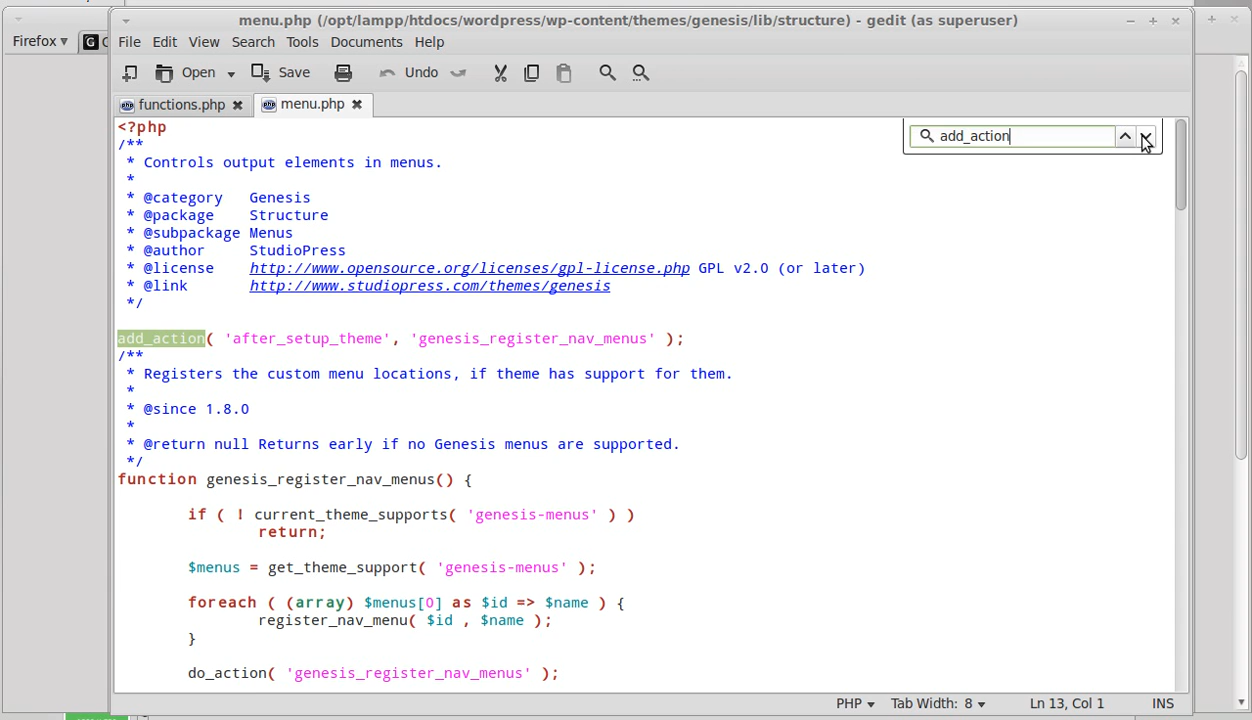 menu.php (/opt/lampp/htdocs/wordpress/wp-content/themes/genesis/lib/structure) - gedit (as superuser)
Firefox
File Edit View Search Tools Documents Help
Open Save Undo
functions.php menu.php
add_action
<?php
/**
 * Controls output elements in menus.
 *
 * @category   Genesis
 * @package    Structure
 * @subpackage Menus
 * @author     StudioPress
 * @license    http://www.opensource.org/licenses/gpl-license.php GPL v2.0 (or later)
 * @link       http://www.studiopress.com/themes/genesis
 */
add_action( 'after_setup_theme', 'genesis_register_nav_menus' );
/**
 * Registers the custom menu locations, if theme has support for them.
 *
 * @since 1.8.0
 *
 * @return null Returns early if no Genesis menus are supported.
 */
function genesis_register_nav_menus() {
        if ( ! current_theme_supports( 'genesis-menus' ) )
                return;
        $menus = get_theme_support( 'genesis-menus' );
        foreach ( (array) $menus[0] as $id => $name ) {
                register_nav_menu( $id , $name );
        }
        do_action( 'genesis_register_nav_menus' );
PHP Tab Width: 8 Ln 13, Col 1 INS